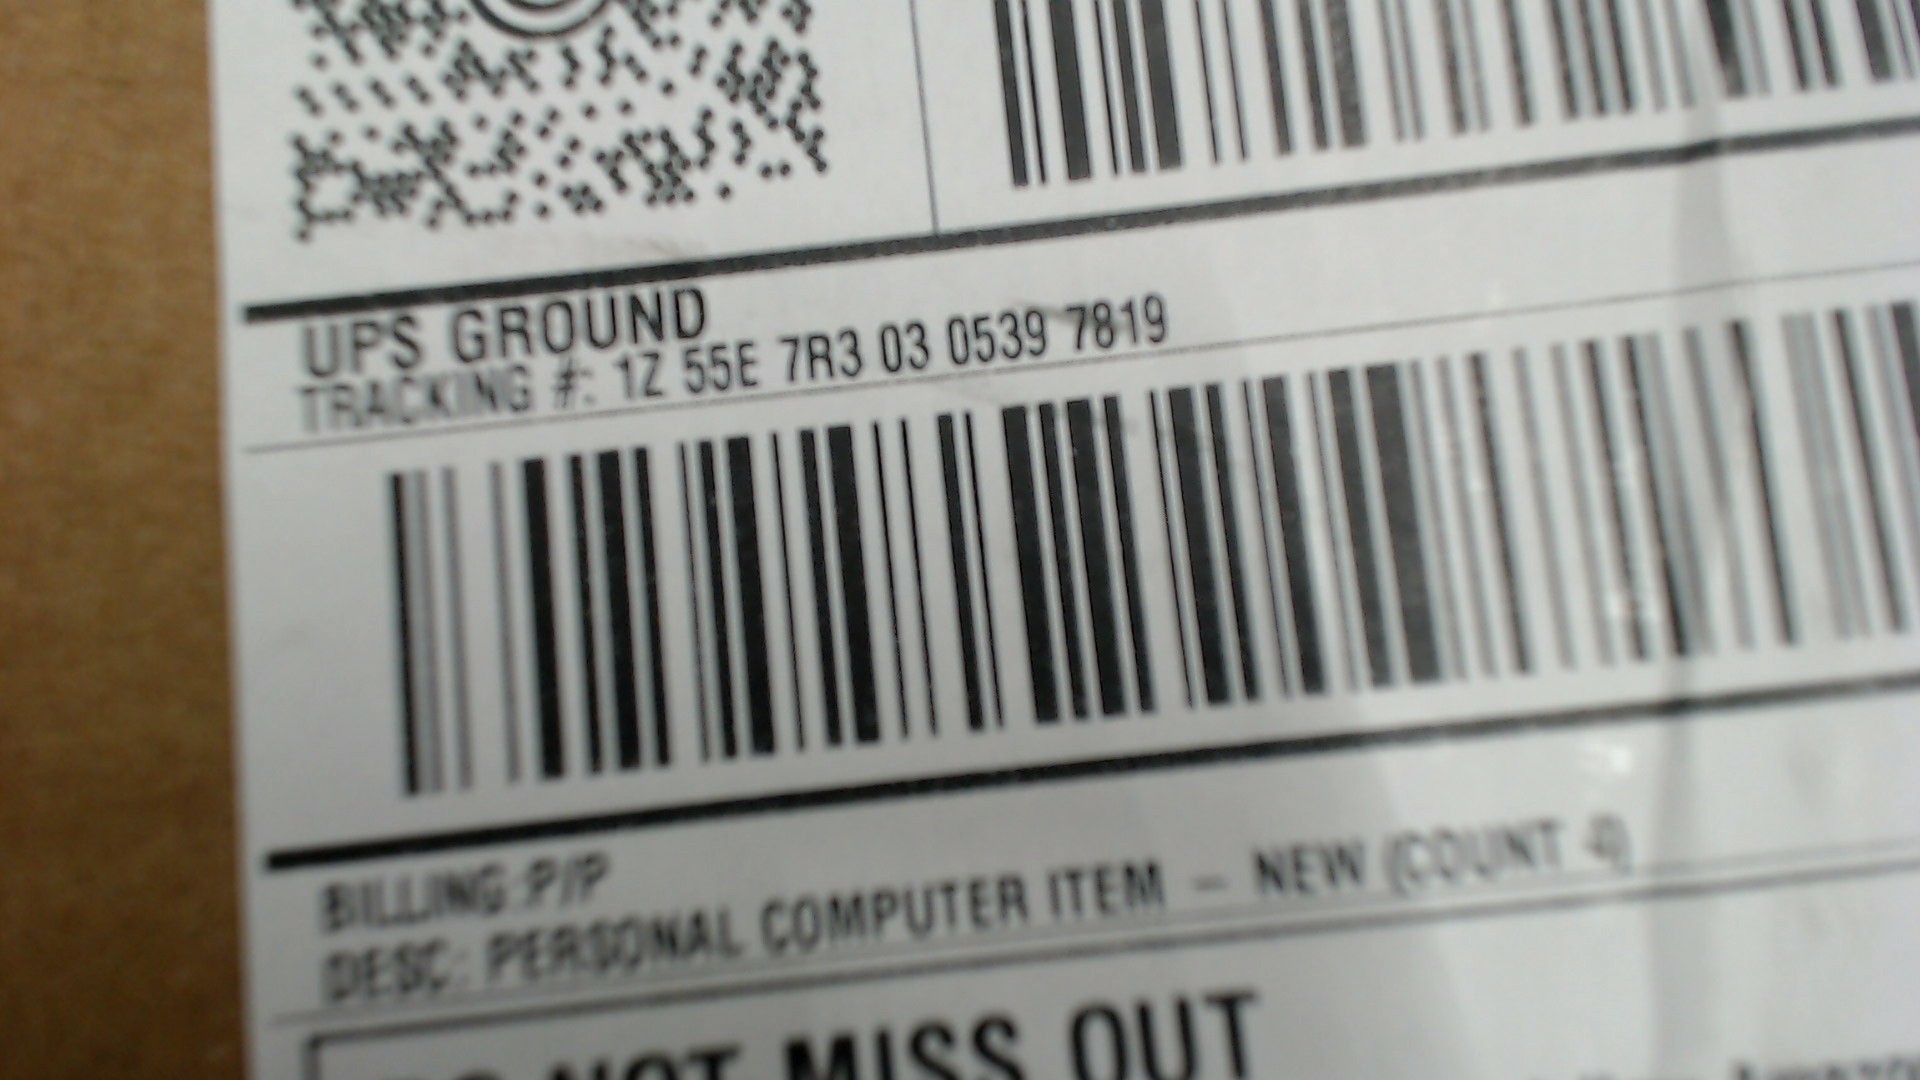 UPS GROUND
TRACKING #: 1Z 55E 7R3 03 0539 7819
BILLING:P/P
DESC: PERSONAL COMPUTER ITEM – NEW (COUNT 4)
NOT MISS OUT